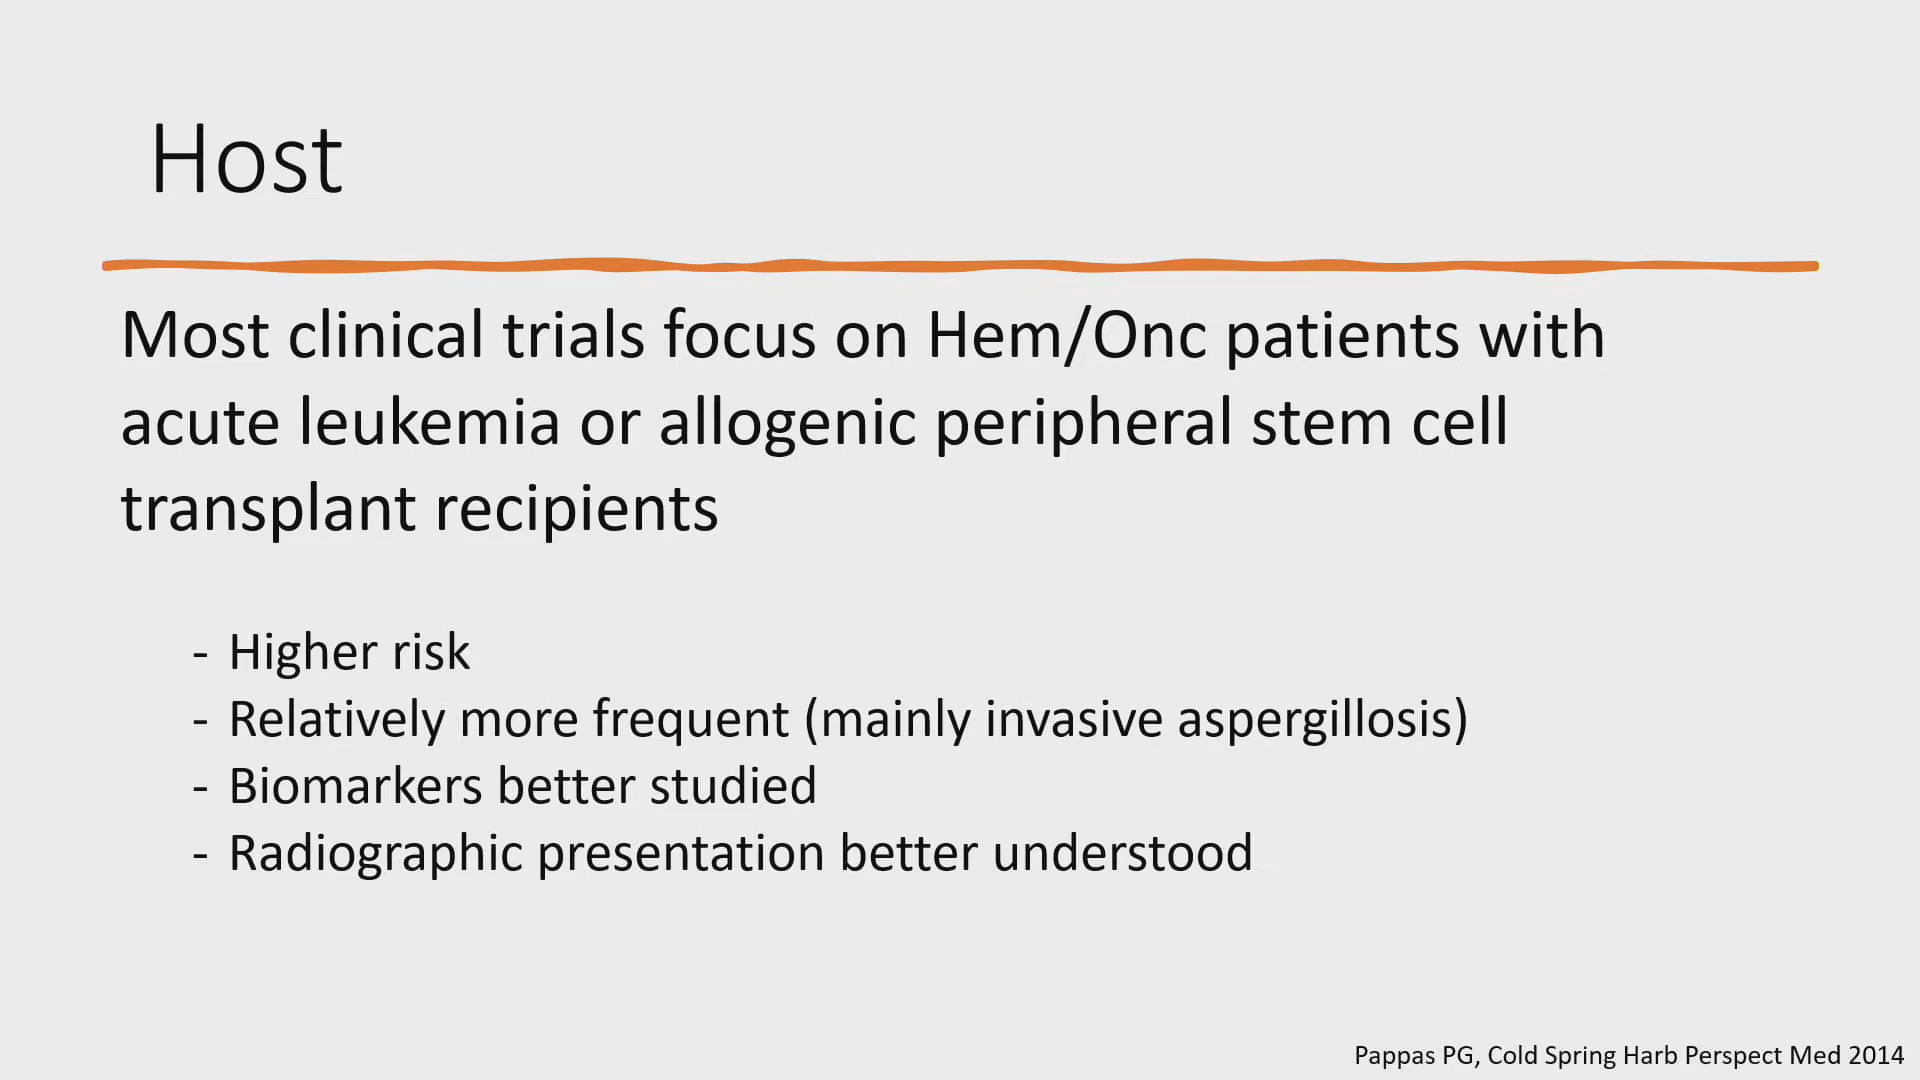 Host
Most clinical trials focus on Hem/Onc patients with
acute leukemia or allogenic peripheral stem cell
transplant recipients
- Higher risk
- Relatively more frequent (mainly invasive aspergillosis)
- Biomarkers better studied
- Radiographic presentation better understood
Pappas PG, Cold Spring Harb Perspect Med 2014